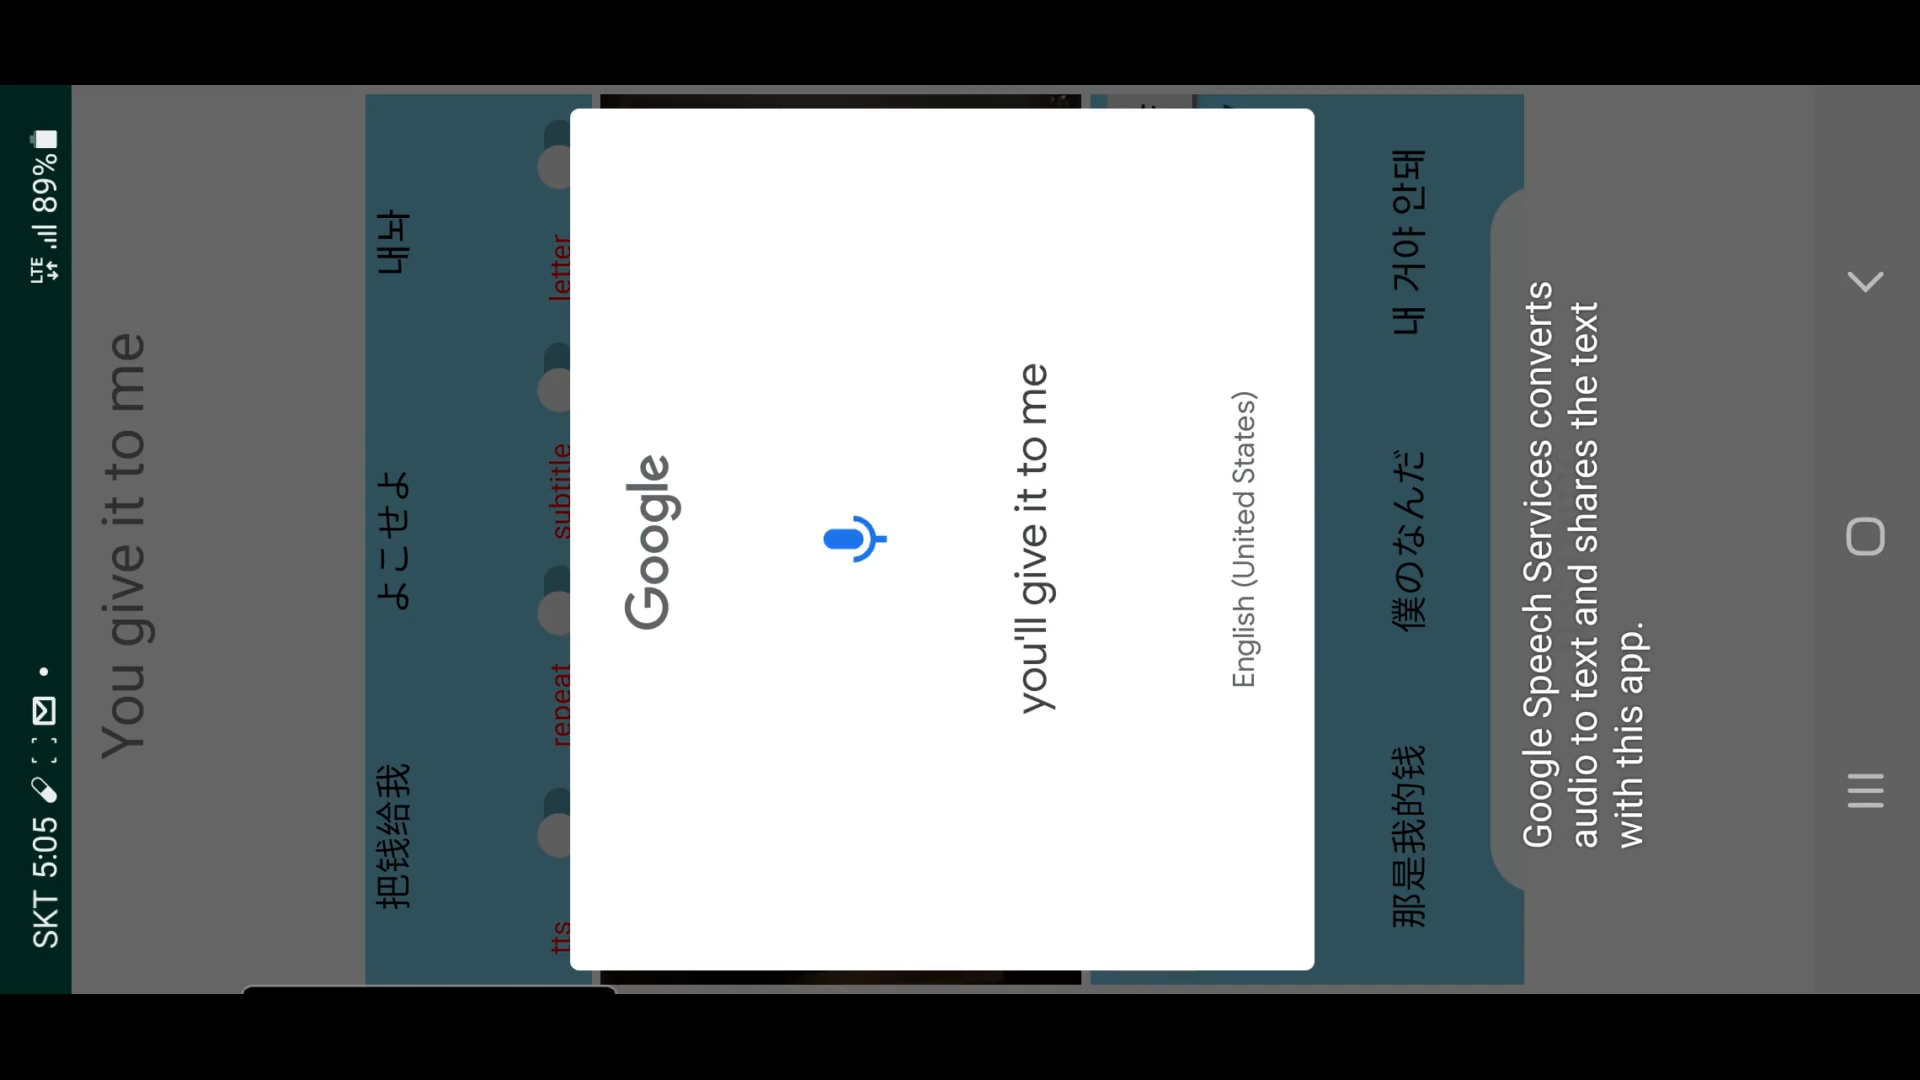 SKT 5:05
LTE
89%
You give it to me
把钱给我
よこせよ
내놔
tts
repeat
subtitle
letter
Google
you'll give it to me
English (United States)
那是我的钱
僕のなんだ
내 거야 안돼
Google Speech Services converts
audio to text and shares the text
with this app.